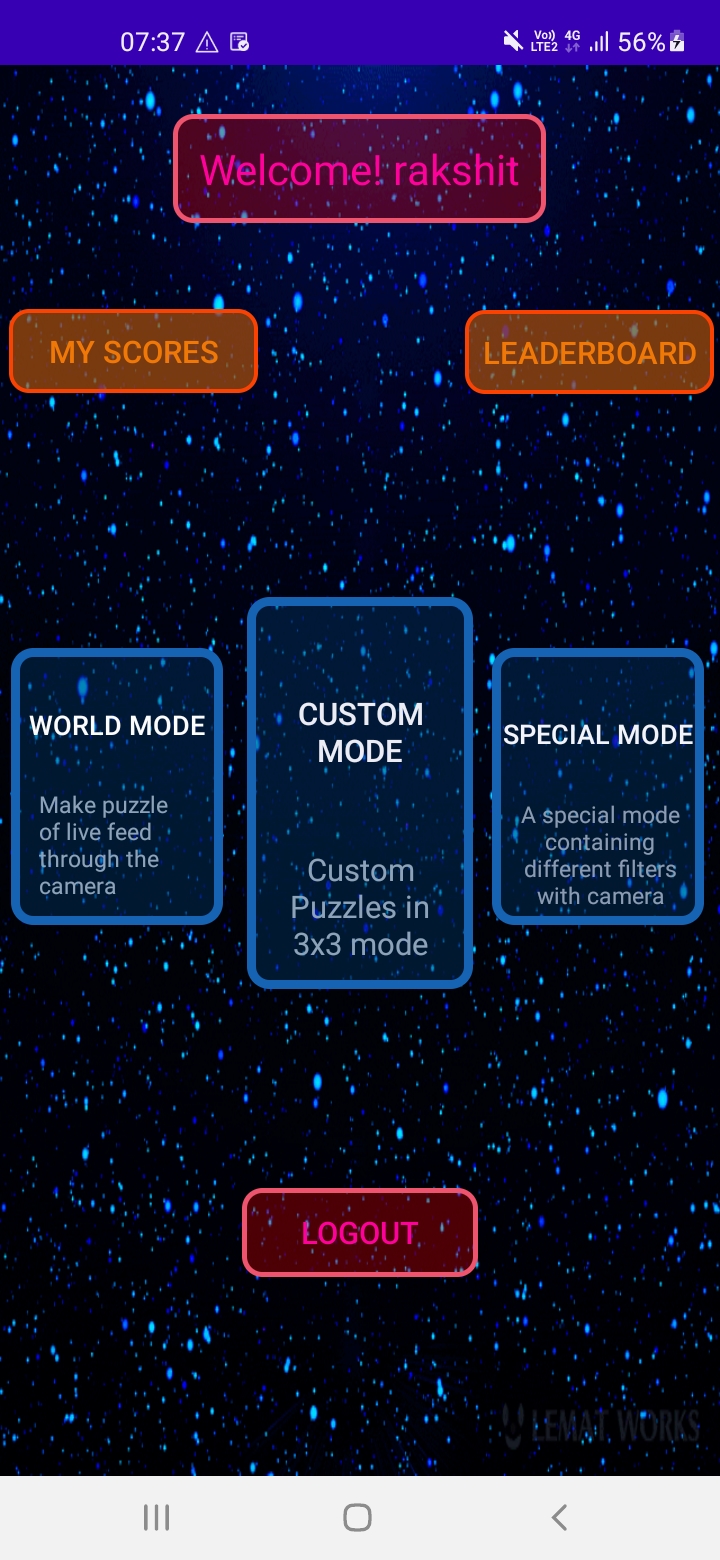 07:37
Vo)) LTE2 4G 56%
Welcome! rakshit
MY SCORES
LEADERBOARD
WORLD MODE
Make puzzle
of live feed
through the
camera
CUSTOM
MODE
Custom
Puzzles in
3x3 mode
SPECIAL MODE
A special mode
containing
different filters
with camera
LOGOUT
LEMAT WORKS